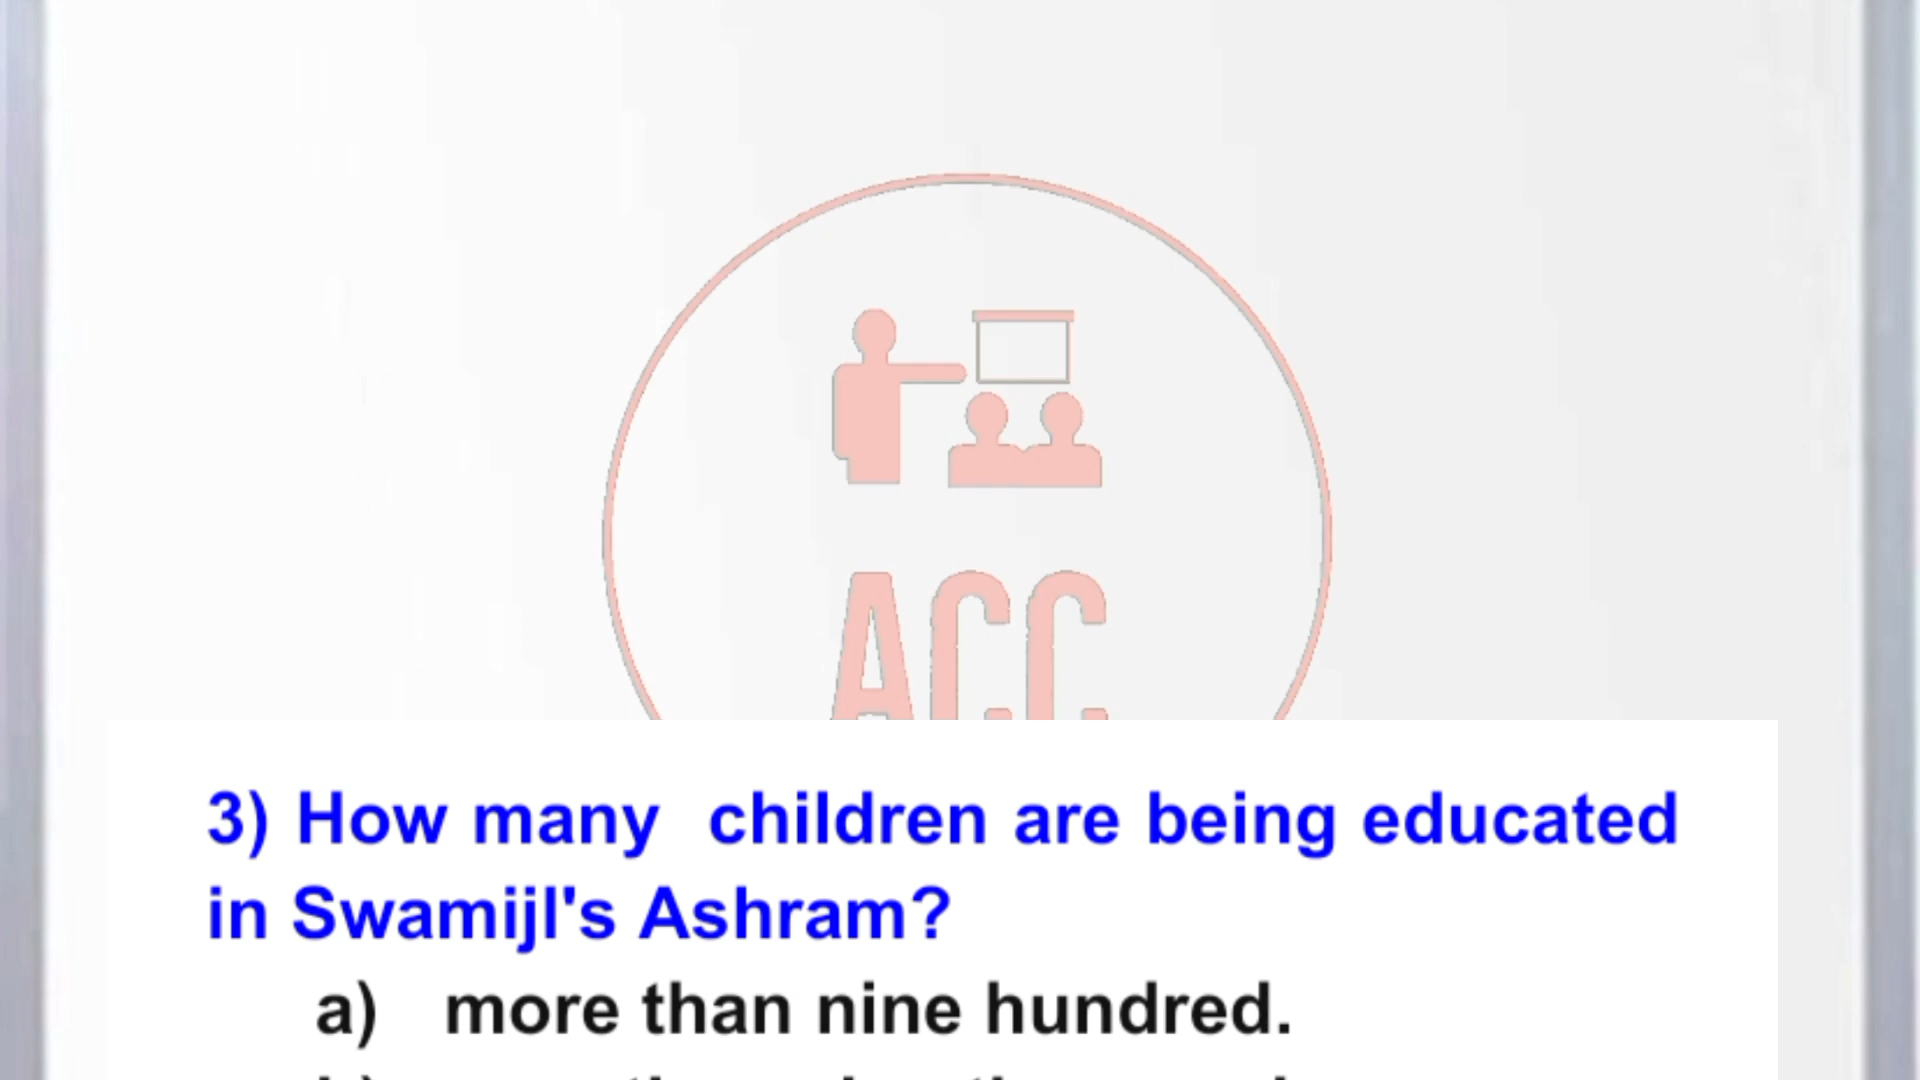 ACC
3) How many children are being educated
in Swamijl's Ashram?
a) more than nine hundred.